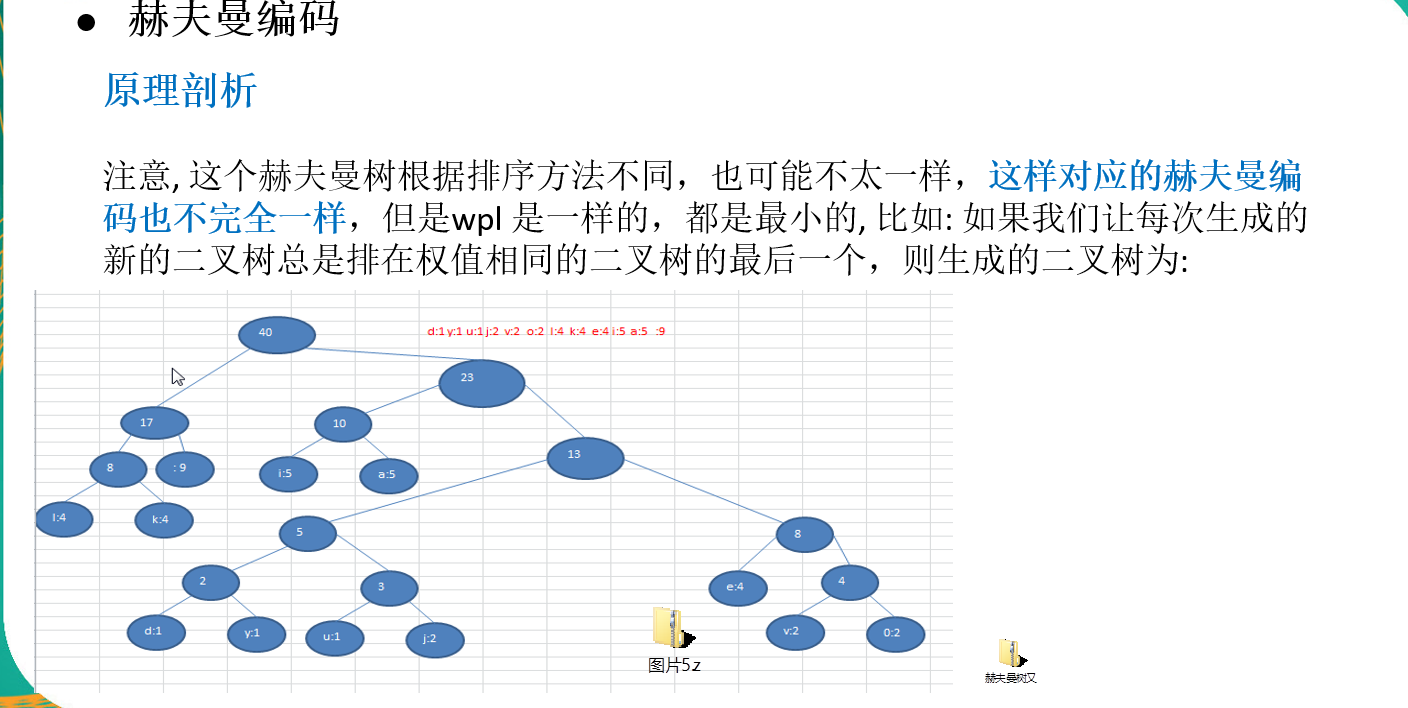 ● 赫夫曼编码
原理剖析
注意, 这个赫夫曼树根据排序方法不同，也可能不太一样，这样对应的赫夫曼编
码也不完全一样，但是wpl 是一样的，都是最小的, 比如: 如果我们让每次生成的
新的二叉树总是排在权值相同的二叉树的最后一个，则生成的二叉树为:
d:1 y:1 u:1 j:2 v:2 o:2 l:4 k:4 e:4 i:5 a:5 :9
40
23
17
10
13
8
: 9
i:5
a:5
l:4
k:4
5
8
2
3
e:4
4
d:1
y:1
u:1
j:2
v:2
0:2
图片5.z
赫夫曼树又